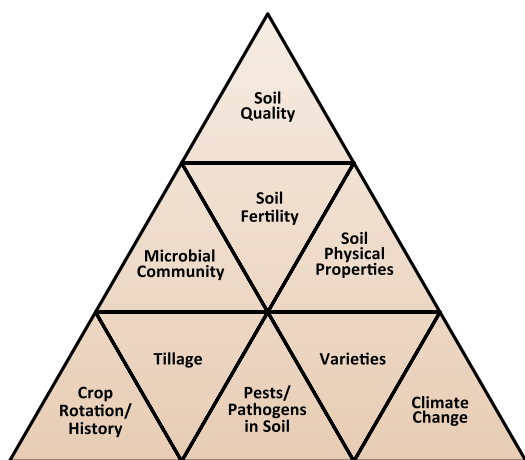 Soil
Quality
Soil
Fertility
Microbial
Community
Soil
Physical
Properties
Tillage
Varieties
Crop
Rotation/
History
Pests/
Pathogens
in Soil
Climate
Change